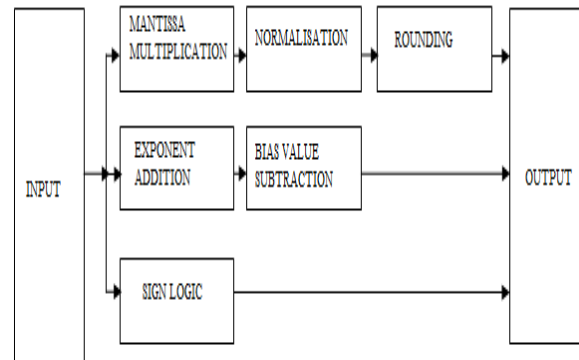 MANTISSA
MULTIPLICATION
NORMALISATION
ROUNDING
EXPONENT
ADDITION
BIAS VALUE
SUBTRACTION
INPUT
OUTPUT
SIGN LOGIC